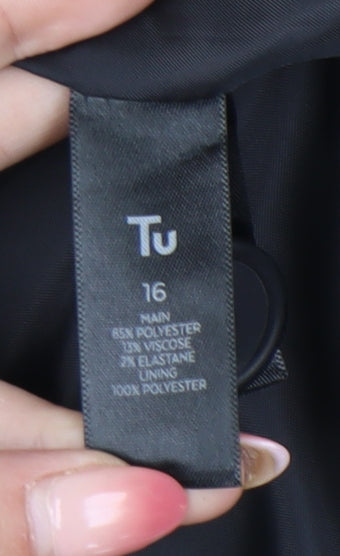 Tu
16
MAIN
85% POLYESTER
13% VISCOSE
2% ELASTANE
LINING
100% POLYESTER